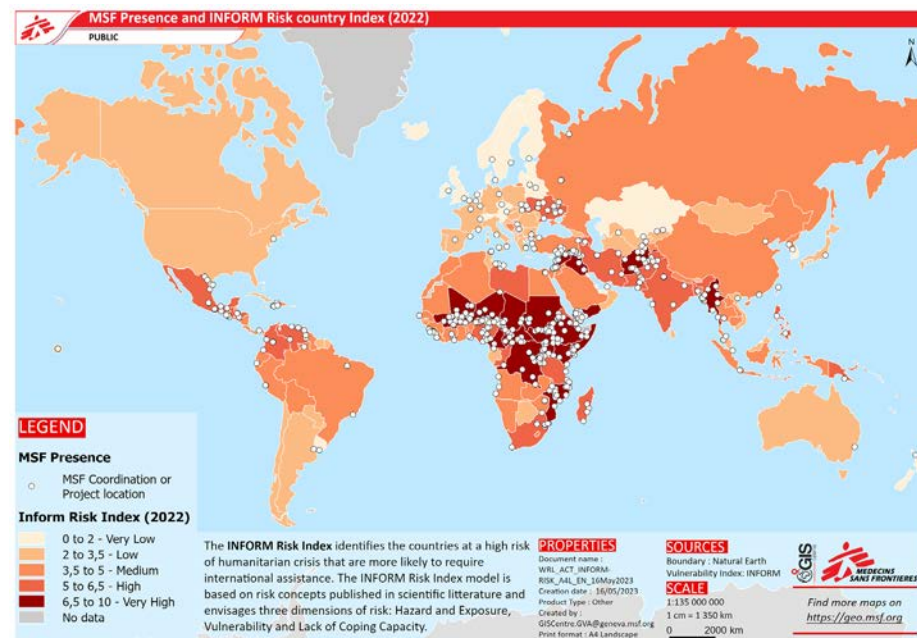 MSF Presence and INFORM Risk country Index (2022)
PUBLIC
N
LEGEND
MSF Presence
MSF Coordination or
Project location
Inform Risk Index (2022)
0 to 2 - Very Low
2 to 3,5 - Low
3,5 to 5 - Medium
5 to 6,5 - High
6,5 to 10 - Very High
No data
The INFORM Risk Index identifies the countries at a high risk
of humanitarian crisis that are more likely to require
international assistance. The INFORM Risk Index model is
based on risk concepts published in scientific litterature and
envisages three dimensions of risk: Hazard and Exposure,
Vulnerability and Lack of Coping Capacity.
PROPERTIES
Document name :
WRL_ACT_INFORM-
RISK_A4L_EN_16May2023
Creation date : 16/05/2023
Product Type : Other
Created by :
GISCentre.GVA@geneva.msf.org
Print format : A4 Landscape
SOURCES
Boundary : Natural Earth
Vulnerability Index: INFORM
SCALE
1:135 000 000
1 cm = 1 350 km
0 2000 km
GIS
MEDECINS
SANS FRONTIERES
Find more maps on
https://geo.msf.org